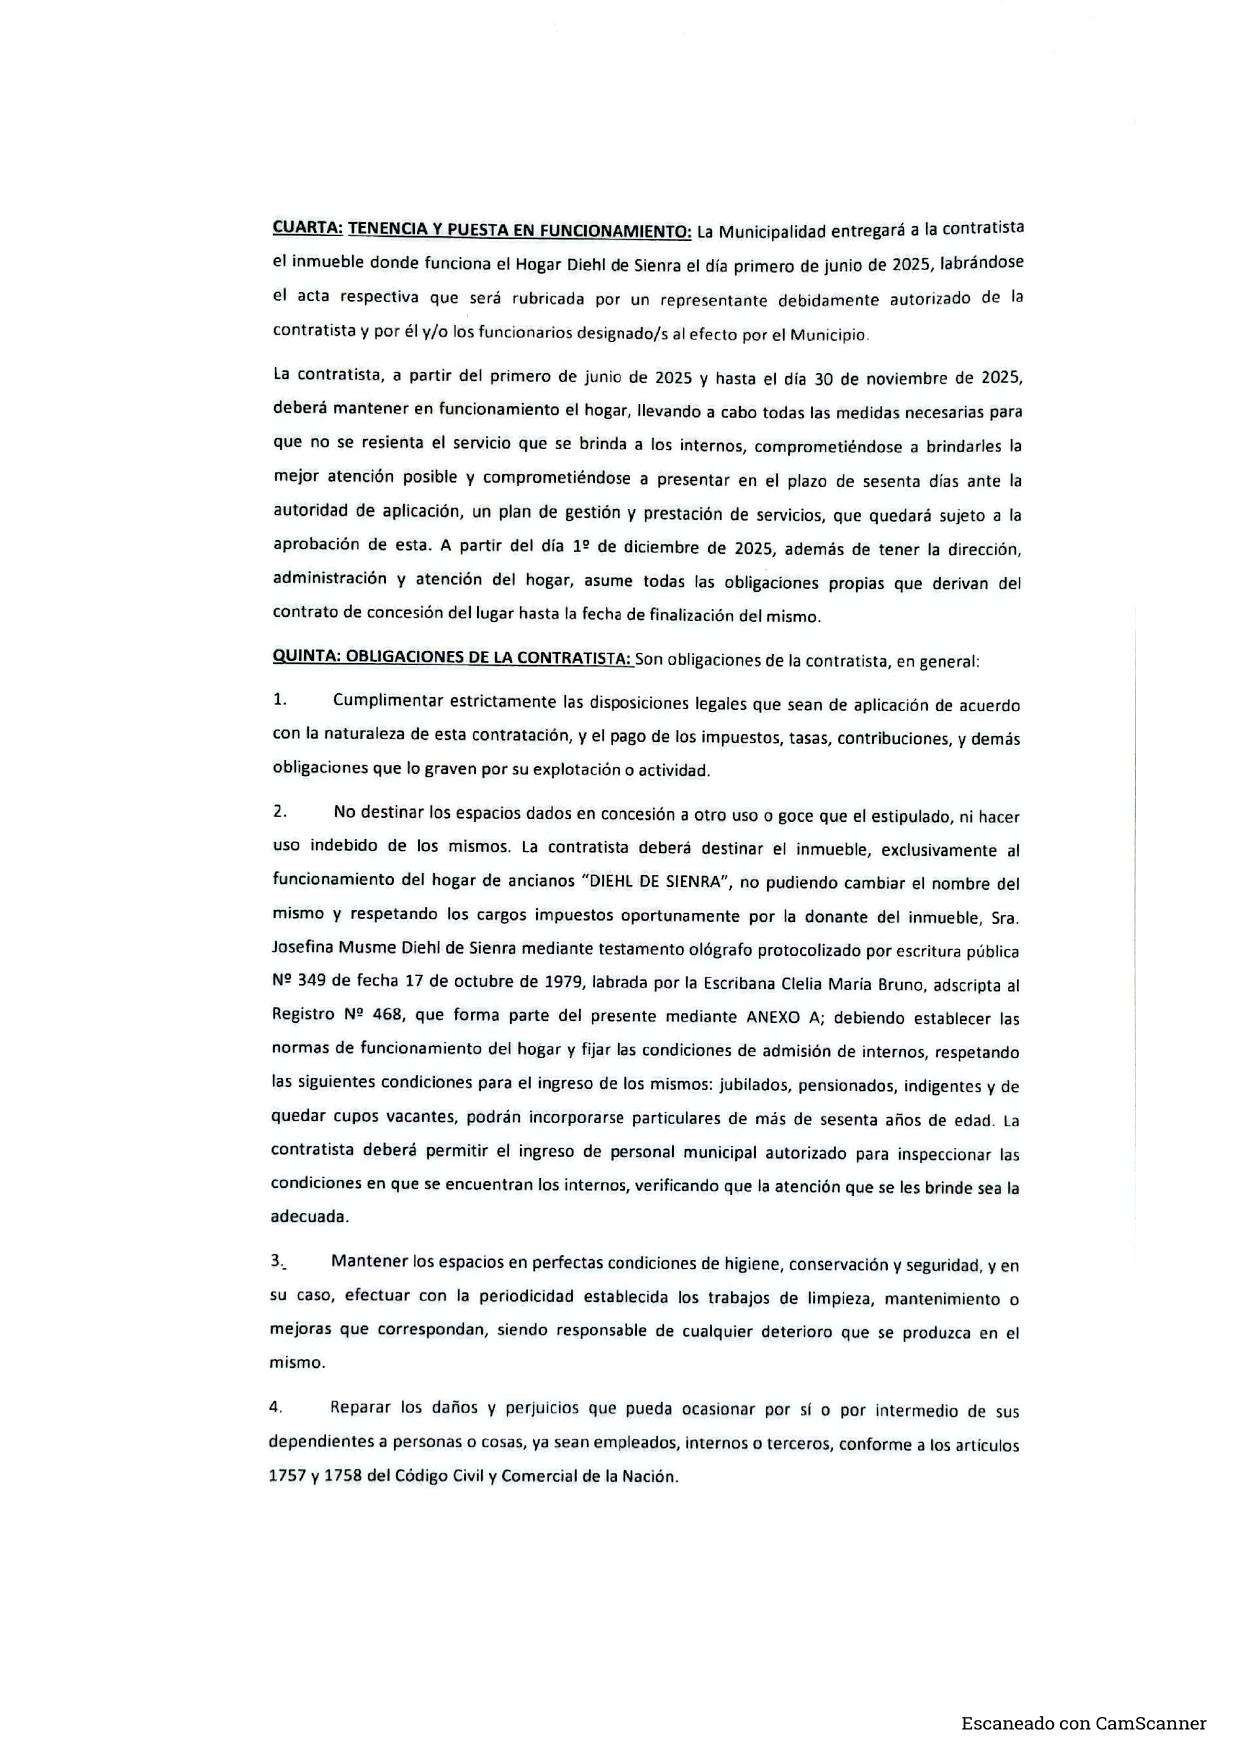 CUARTA: TENENCIA Y PUESTA EN FUNCIONAMIENTO: La Municipalidad entregará a la contratista
el inmueble donde funciona el Hogar Diehl de Sienra el día primero de junio de 2025, labrándose
el acta respectiva que será rubricada por un representante debidamente autorizado de la
contratista y por él y/o los funcionarios designado/s al efecto por el Municipio.
La contratista, a partir del primero de junio de 2025 y hasta el día 30 de noviembre de 2025,
deberá mantener en funcionamiento el hogar, llevando a cabo todas las medidas necesarias para
que no se resienta el servicio que se brinda a los internos, comprometiéndose a brindarles la
mejor atención posible y comprometiéndose a presentar en el plazo de sesenta días ante la
autoridad de aplicación, un plan de gestión y prestación de servicios, que quedará sujeto a la
aprobación de esta. A partir del día 1º de diciembre de 2025, además de tener la dirección,
administración y atención del hogar, asume todas las obligaciones propias que derivan del
contrato de concesión del lugar hasta la fecha de finalización del mismo.
QUINTA: OBLIGACIONES DE LA CONTRATISTA: Son obligaciones de la contratista, en general:
1. Cumplimentar estrictamente las disposiciones legales que sean de aplicación de acuerdo
con la naturaleza de esta contratación, y el pago de los impuestos, tasas, contribuciones, y demás
obligaciones que lo graven por su explotación o actividad.
2. No destinar los espacios dados en concesión a otro uso o goce que el estipulado, ni hacer
uso indebido de los mismos. La contratista deberá destinar el inmueble, exclusivamente al
funcionamiento del hogar de ancianos “DIEHL DE SIENRA”, no pudiendo cambiar el nombre del
mismo y respetando los cargos impuestos oportunamente por la donante del inmueble, Sra.
Josefina Musme Diehl de Sienra mediante testamento ológrafo protocolizado por escritura pública
Nº 349 de fecha 17 de octubre de 1979, labrada por la Escribana Clelia María Bruno, adscripta al
Registro Nº 468, que forma parte del presente mediante ANEXO A; debiendo establecer las
normas de funcionamiento del hogar y fijar las condiciones de admisión de internos, respetando
las siguientes condiciones para el ingreso de los mismos: jubilados, pensionados, indigentes y de
quedar cupos vacantes, podrán incorporarse particulares de más de sesenta años de edad. La
contratista deberá permitir el ingreso de personal municipal autorizado para inspeccionar las
condiciones en que se encuentran los internos, verificando que la atención que se les brinde sea la
adecuada.
3. Mantener los espacios en perfectas condiciones de higiene, conservación y seguridad, y en
su caso, efectuar con la periodicidad establecida los trabajos de limpieza, mantenimiento o
mejoras que correspondan, siendo responsable de cualquier deterioro que se produzca en el
mismo.
4. Reparar los daños y perjuicios que pueda ocasionar por sí o por intermedio de sus
dependientes a personas o cosas, ya sean empleados, internos o terceros, conforme a los artículos
1757 y 1758 del Código Civil y Comercial de la Nación.
Escaneado con CamScanner